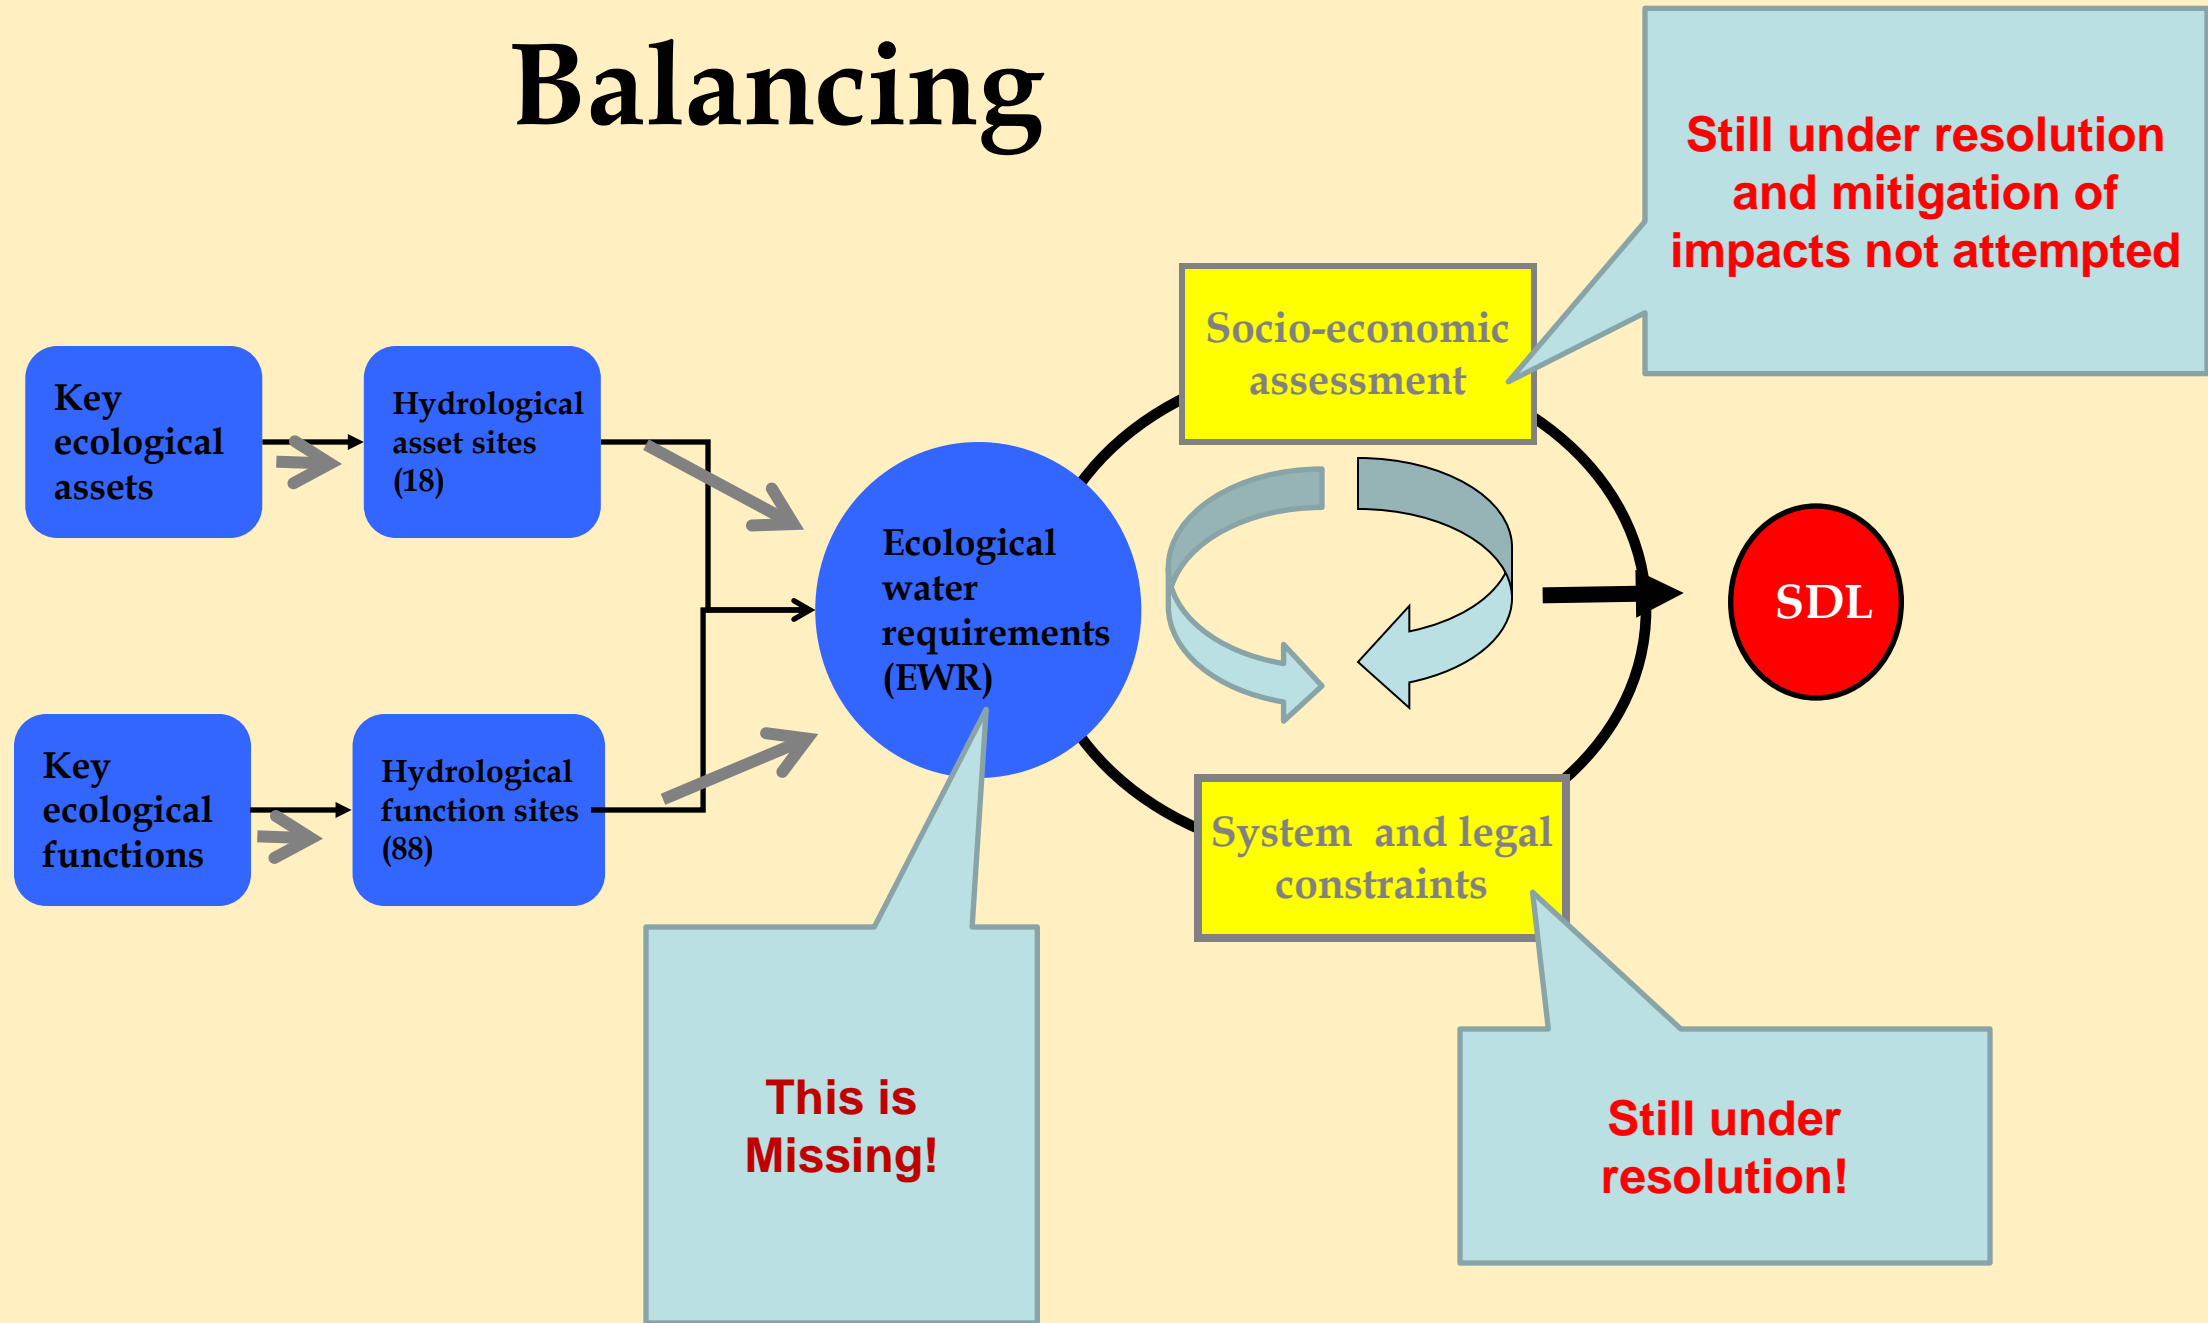 Balancing
Still under resolution
and mitigation of
impacts not attempted
Socio-economic
assessment
Key
ecological
assets
Hydrological
asset sites
(18)
Ecological
water
requirements
(EWR)
SDL
Key
ecological
functions
Hydrological
function sites
(88)
System and legal
constraints
This is
Missing!
Still under
resolution!